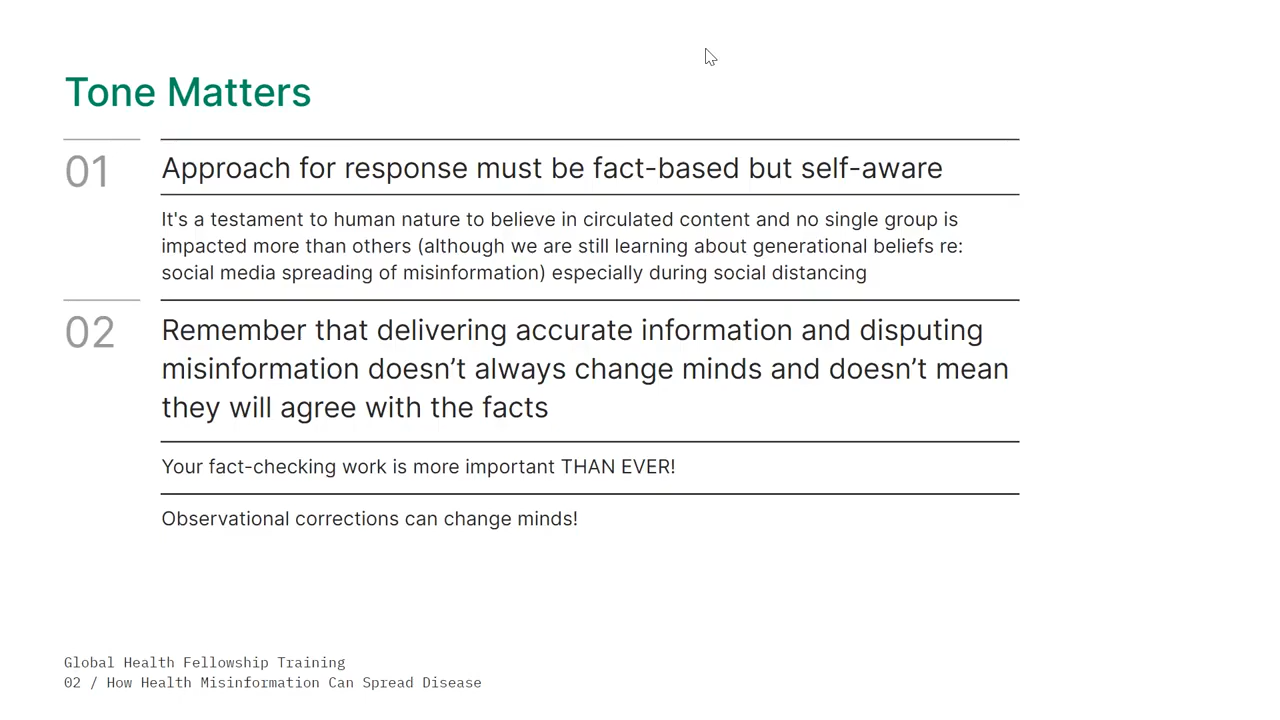 Tone Matters
01
Approach for response must be fact-based but self-aware
It's a testament to human nature to believe in circulated content and no single group is
impacted more than others (although we are still learning about generational beliefs re:
social media spreading of misinformation) especially during social distancing
02
Remember that delivering accurate information and disputing
misinformation doesn’t always change minds and doesn’t mean
they will agree with the facts
Your fact-checking work is more important THAN EVER!
Observational corrections can change minds!
Global Health Fellowship Training
02 / How Health Misinformation Can Spread Disease